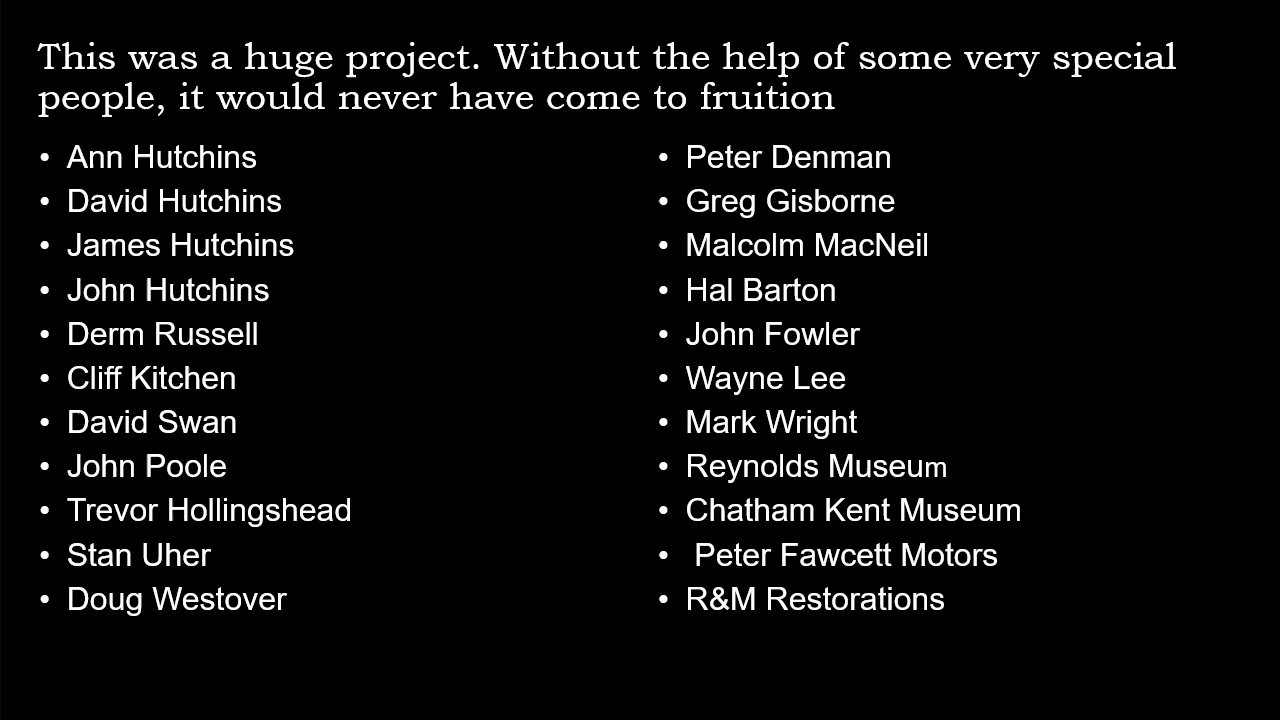 This was a huge project. Without the help of some very special
people, it would never have come to fruition
• Ann Hutchins
• David Hutchins
• James Hutchins
• John Hutchins
• Derm Russell
• Cliff Kitchen
• David Swan
• John Poole
• Trevor Hollingshead
• Stan Uher
• Doug Westover
• Peter Denman
• Greg Gisborne
• Malcolm MacNeil
• Hal Barton
• John Fowler
• Wayne Lee
• Mark Wright
• Reynolds Museum
• Chatham Kent Museum
• Peter Fawcett Motors
• R&M Restorations